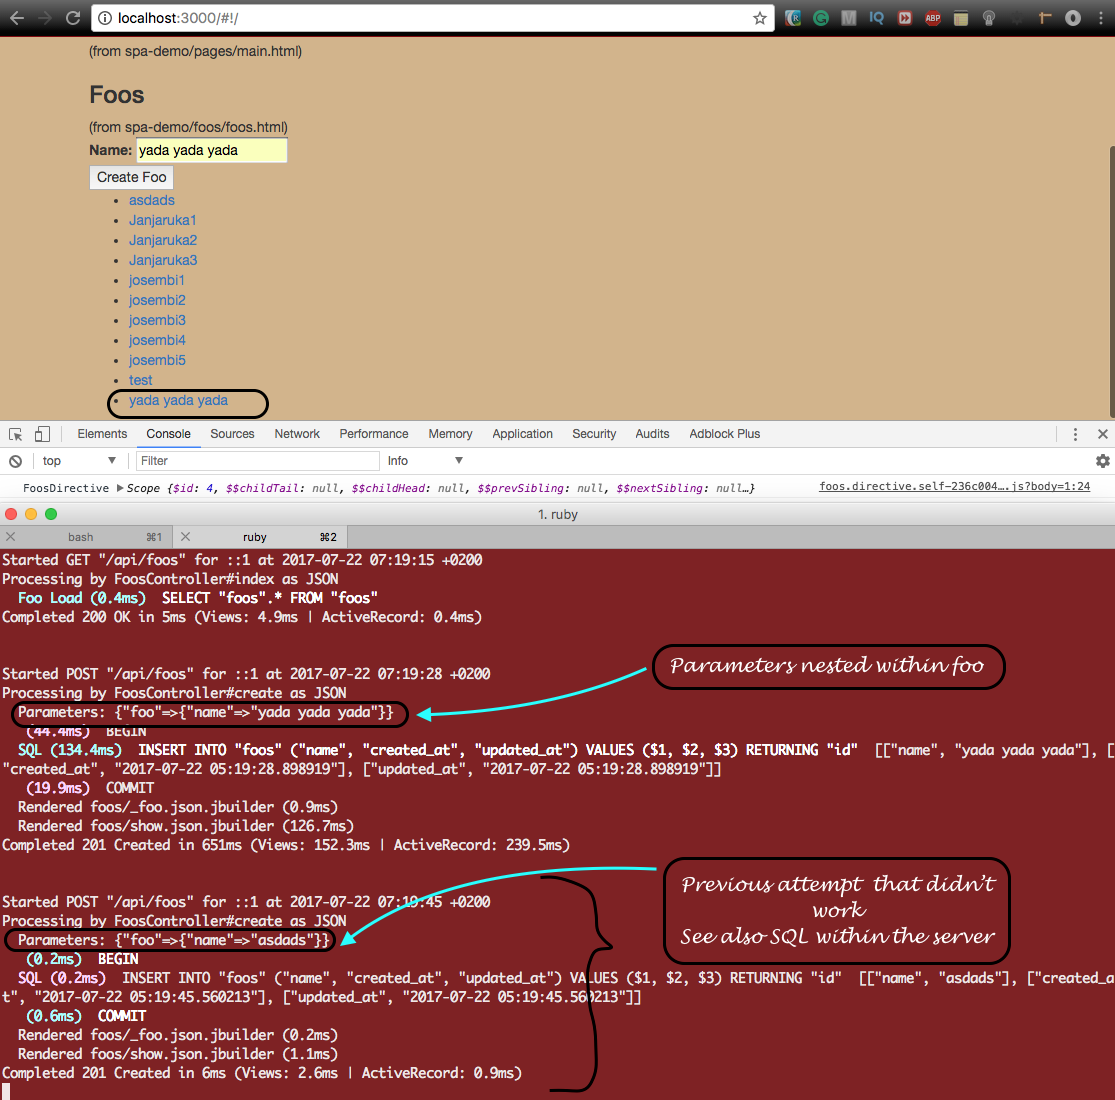 localhost:3000/#!/
(from spa-demo/pages/main.html)
Foos
(from spa-demo/foos/foos.html)
Name: yada yada yada
Create Foo
• asdads
• Janjaruka1
• Janjaruka2
• Janjaruka3
• josembi1
• josembi2
• josembi3
• josembi4
• josembi5
• test
• yada yada yada
Elements Console Sources Network Performance Memory Application Security Audits Adblock Plus
top ▼ Filter Info ▼
FoosDirective ▶Scope {$id: 4, $$childTail: null, $$childHead: null, $$prevSibling: null, $$nextSibling: null…} foos.directive.self-236c004….js?body=1:24
1. ruby
bash ⌘1 ruby ⌘2
Started GET "/api/foos" for ::1 at 2017-07-22 07:19:15 +0200
Processing by FoosController#index as JSON
Foo Load (0.4ms) SELECT "foos".* FROM "foos"
Completed 200 OK in 5ms (Views: 4.9ms | ActiveRecord: 0.4ms)
Started POST "/api/foos" for ::1 at 2017-07-22 07:19:28 +0200
Parameters nested within foo
Processing by FoosController#create as JSON
Parameters: {"foo"=>{"name"=>"yada yada yada"}}
(44.4ms) BEGIN
SQL (134.4ms) INSERT INTO "foos" ("name", "created_at", "updated_at") VALUES ($1, $2, $3) RETURNING "id" [["name", "yada yada yada"], [
"created_at", "2017-07-22 05:19:28.898919"], ["updated_at", "2017-07-22 05:19:28.898919"]]
(19.9ms) COMMIT
Rendered foos/_foo.json.jbuilder (0.9ms)
Rendered foos/show.json.jbuilder (126.7ms)
Completed 201 Created in 651ms (Views: 152.3ms | ActiveRecord: 239.5ms)
Previous attempt that didn't
work
See also SQL within the server
Started POST "/api/foos" for ::1 at 2017-07-22 07:19:45 +0200
Processing by FoosController#create as JSON
Parameters: {"foo"=>{"name"=>"asdads"}}
(0.2ms) BEGIN
SQL (0.2ms) INSERT INTO "foos" ("name", "created_at", "updated_at") VALUES ($1, $2, $3) RETURNING "id" [["name", "asdads"], ["created_a
t", "2017-07-22 05:19:45.560213"], ["updated_at", "2017-07-22 05:19:45.560213"]]
(0.6ms) COMMIT
Rendered foos/_foo.json.jbuilder (0.2ms)
Rendered foos/show.json.jbuilder (1.1ms)
Completed 201 Created in 6ms (Views: 2.6ms | ActiveRecord: 0.9ms)